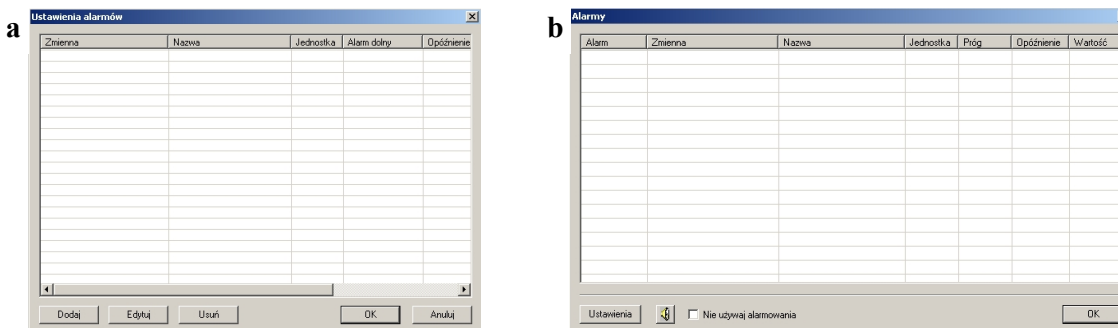 a
Ustawienia alarmów
Zmienna Nazwa Jednostka Alarm dolny Opóźnienie
Dodaj Edytuj Usuń OK Anuluj
b
Alarmy
Alarm Zmienna Nazwa Jednostka Próg Opóźnienie Wartość
Ustawienia Nie używaj alarmowania OK